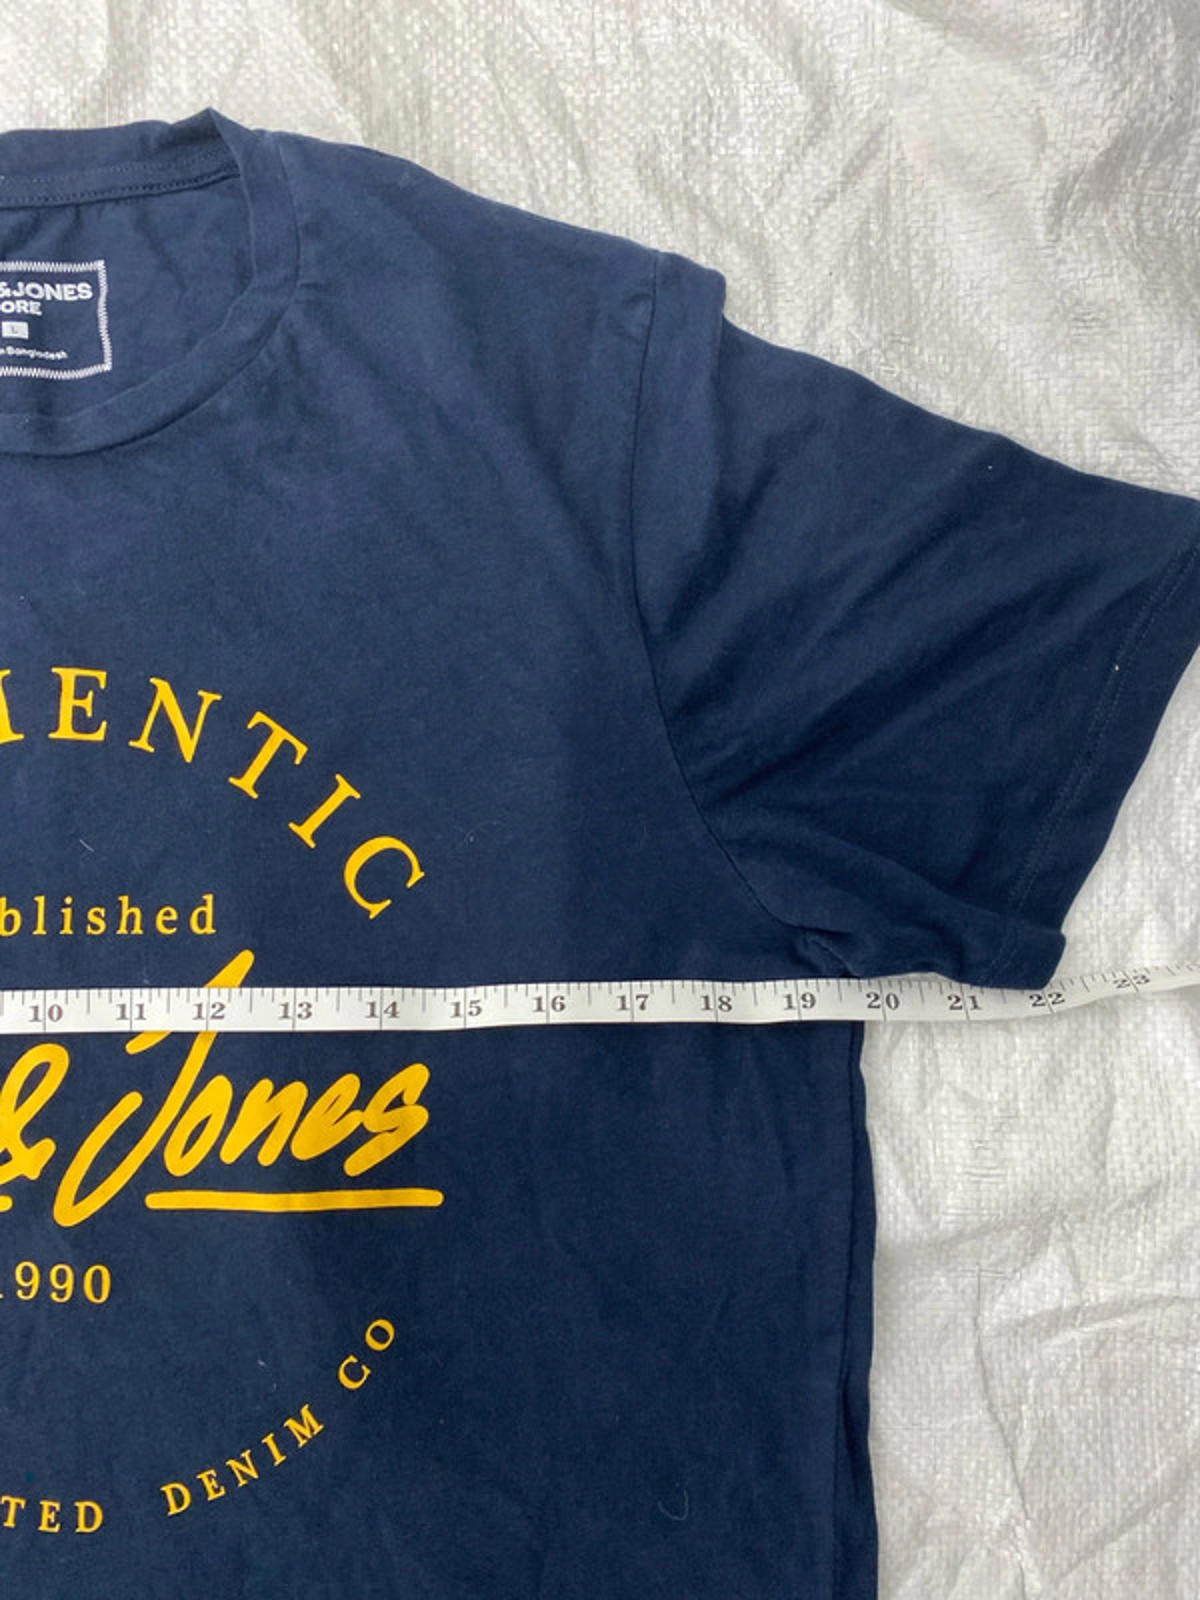 &JONES
ORE
L
n Bangladesh
MENTIC
blished
& Jones
1990
TED DENIM CO
10 11 12 13 14 15 16 17 18 19 20 21 22 23